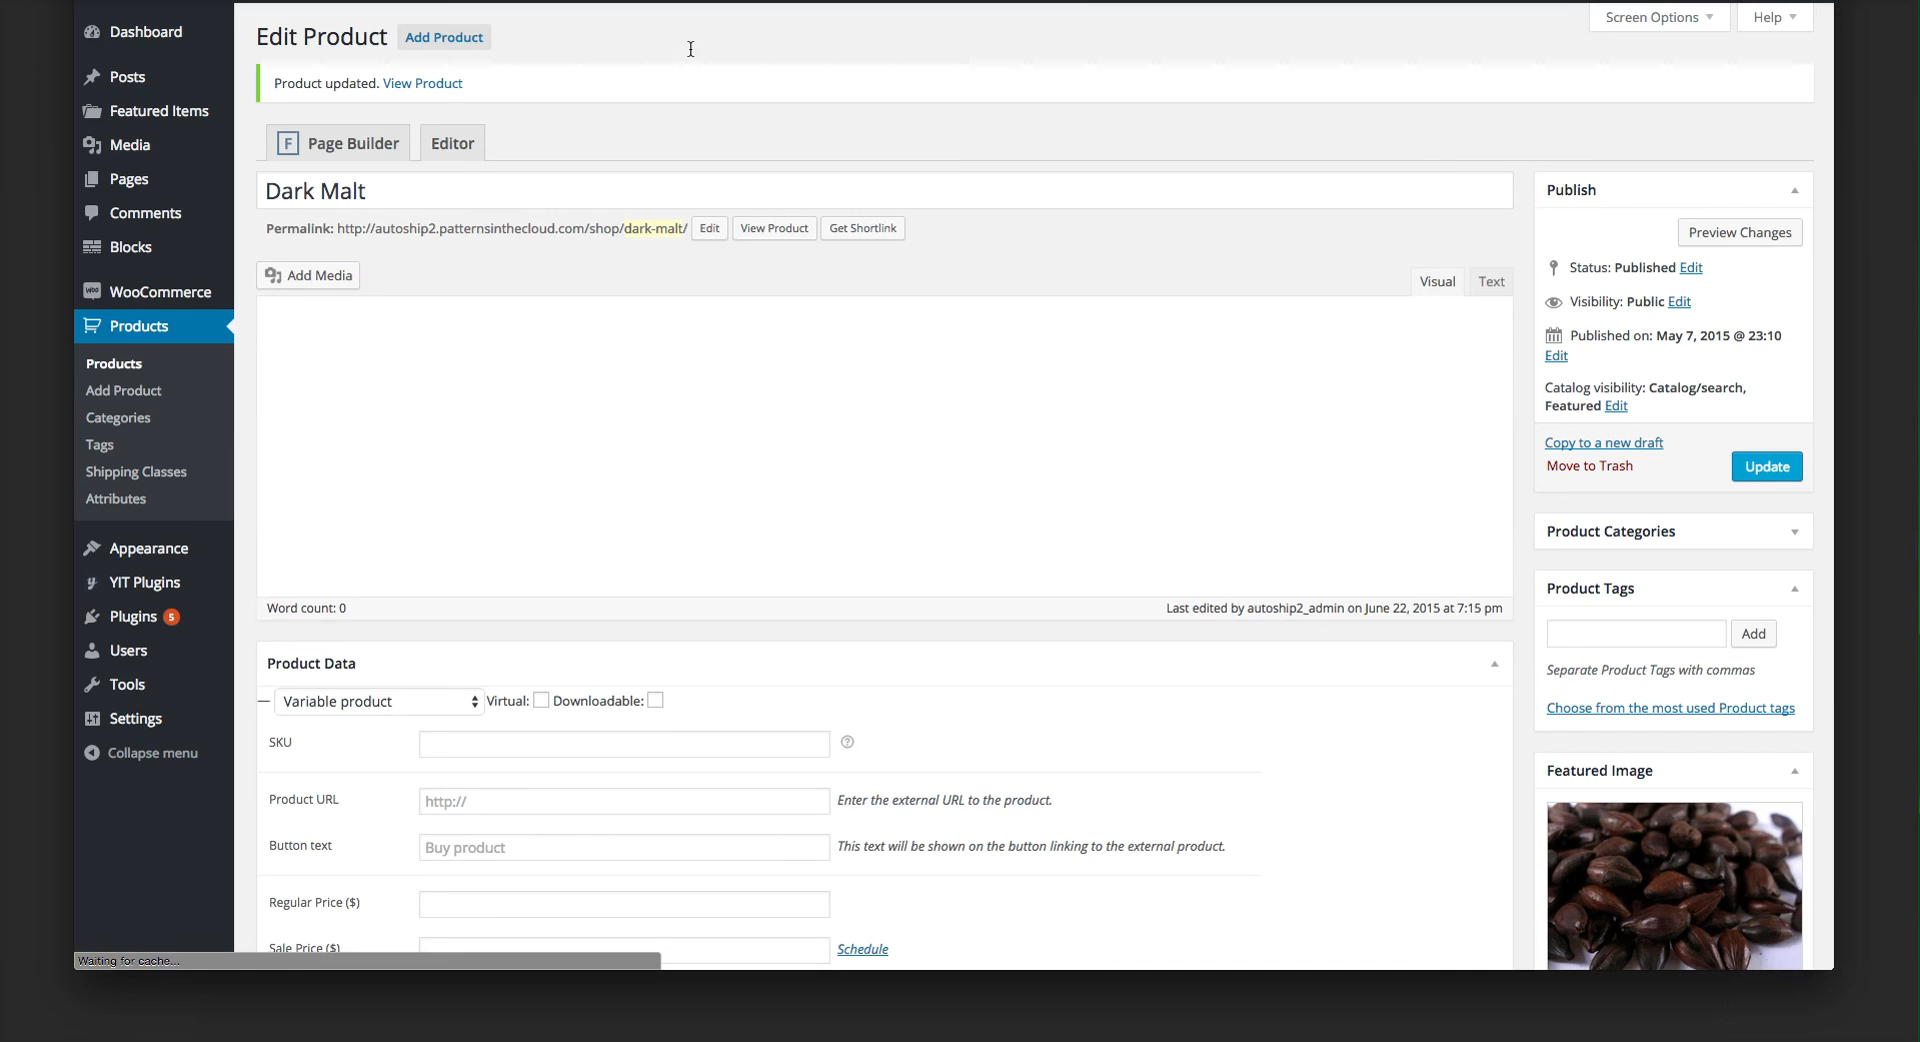 Dashboard
Posts
Featured Items
Media
Pages
Comments
Blocks
WooCommerce
Products
Products
Add Product
Categories
Tags
Shipping Classes
Attributes
Appearance
YIT Plugins
Plugins 5
Users
Tools
Settings
Collapse menu
Waiting for cache...
Screen Options
Help
Edit Product Add Product
Product updated. View Product
F Page Builder Editor
Dark Malt
Permalink: http://autoship2.patternsinthecloud.com/shop/dark-malt/ Edit View Product Get Shortlink
Add Media
Visual Text
Word count: 0 Last edited by autoship2_admin on June 22, 2015 at 7:15 pm
Product Data
— Variable product Virtual: Downloadable:
SKU
Product URL http:// Enter the external URL to the product.
Button text Buy product This text will be shown on the button linking to the external product.
Regular Price ($)
Sale Price ($) Schedule
Publish
Preview Changes
Status: Published Edit
Visibility: Public Edit
Published on: May 7, 2015 @ 23:10
Edit
Catalog visibility: Catalog/search,
Featured Edit
Copy to a new draft
Move to Trash Update
Product Categories
Product Tags
Add
Separate Product Tags with commas
Choose from the most used Product tags
Featured Image